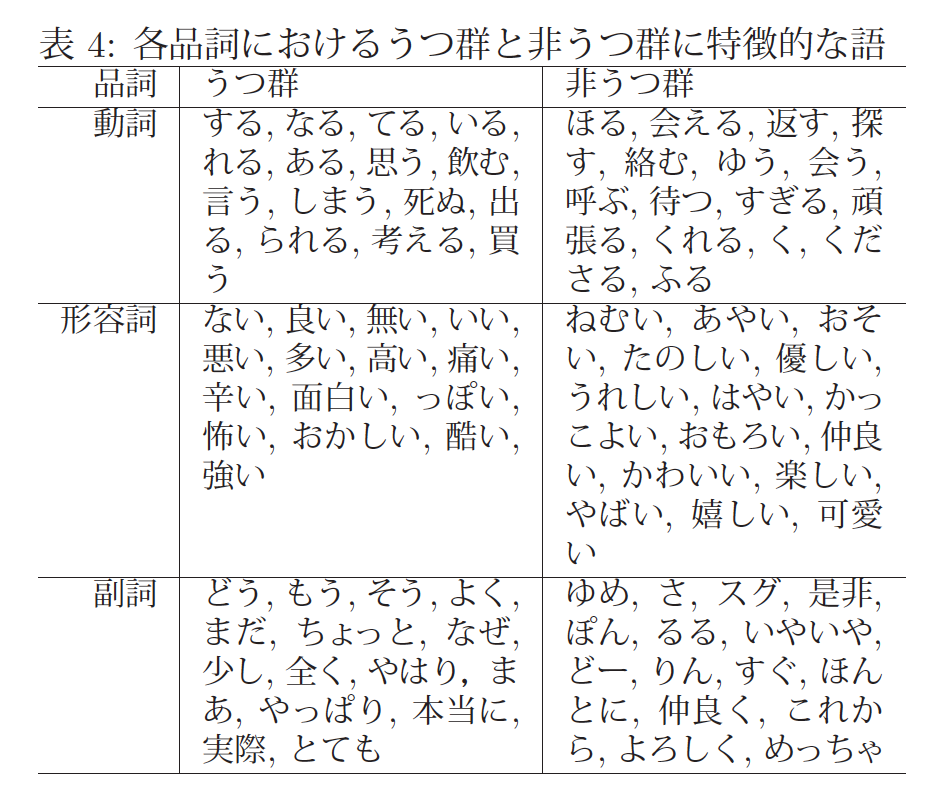 表 4: 各品詞におけるうつ群と非うつ群に特徴的な語
品詞 うつ群 非うつ群
動詞 する, なる, てる, いる, ほる, 会える, 返す, 探
れる, ある, 思う, 飲む, す, 絡む, ゆう, 会う,
言う, しまう, 死ぬ, 出 呼ぶ, 待つ, すぎる, 頑
る, られる, 考える, 買 張る, くれる, く, くだ
う さる, ふる
形容詞 ない, 良い, 無い, いい, ねむい, あやい, おそ
悪い, 多い, 高い, 痛い, い, たのしい, 優しい,
辛い, 面白い, っぽい, うれしい, はやい, かっ
怖い, おかしい, 酷い, こよい, おもろい, 仲良
強い い, かわいい, 楽しい,
やばい, 嬉しい, 可愛
い
副詞 どう, もう, そう, よく, ゆめ, さ, スグ, 是非,
まだ, ちょっと, なぜ, ぽん, るる, いやいや,
少し, 全く, やはり, ま どー, りん, すぐ, ほん
あ, やっぱり, 本当に, とに, 仲良く, これか
実際, とても ら, よろしく, めっちゃ